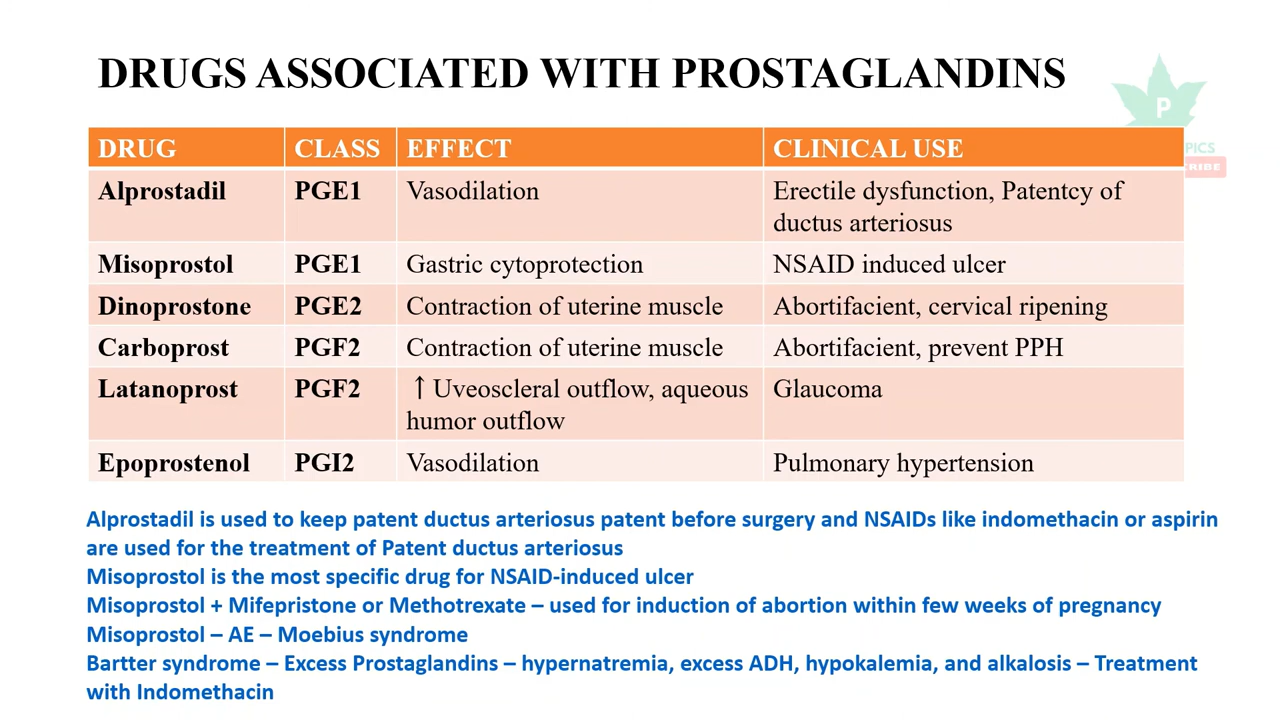 DRUGS ASSOCIATED WITH PROSTAGLANDINS
P
PICS
RIBE
DRUG CLASS EFFECT CLINICAL USE
Alprostadil PGE1 Vasodilation Erectile dysfunction, Patentcy of
ductus arteriosus
Misoprostol PGE1 Gastric cytoprotection NSAID induced ulcer
Dinoprostone PGE2 Contraction of uterine muscle Abortifacient, cervical ripening
Carboprost PGF2 Contraction of uterine muscle Abortifacient, prevent PPH
Latanoprost PGF2 ↑ Uveoscleral outflow, aqueous Glaucoma
humor outflow
Epoprostenol PGI2 Vasodilation Pulmonary hypertension
Alprostadil is used to keep patent ductus arteriosus patent before surgery and NSAIDs like indomethacin or aspirin
are used for the treatment of Patent ductus arteriosus
Misoprostol is the most specific drug for NSAID-induced ulcer
Misoprostol + Mifepristone or Methotrexate – used for induction of abortion within few weeks of pregnancy
Misoprostol – AE – Moebius syndrome
Bartter syndrome – Excess Prostaglandins – hypernatremia, excess ADH, hypokalemia, and alkalosis – Treatment
with Indomethacin